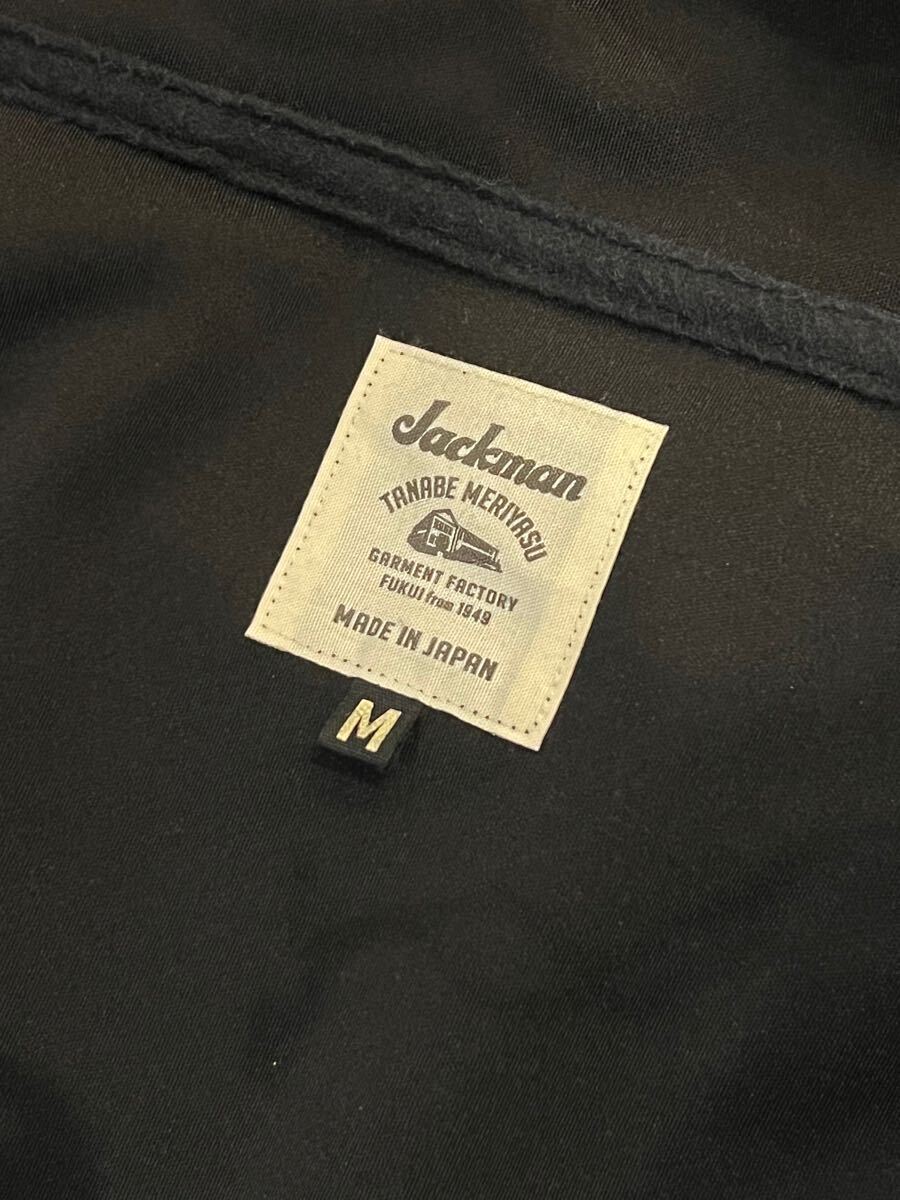 Jackman
TANABE MERIYASU
GARMENT FACTORY
FUKUI from 1949
MADE IN JAPAN
M